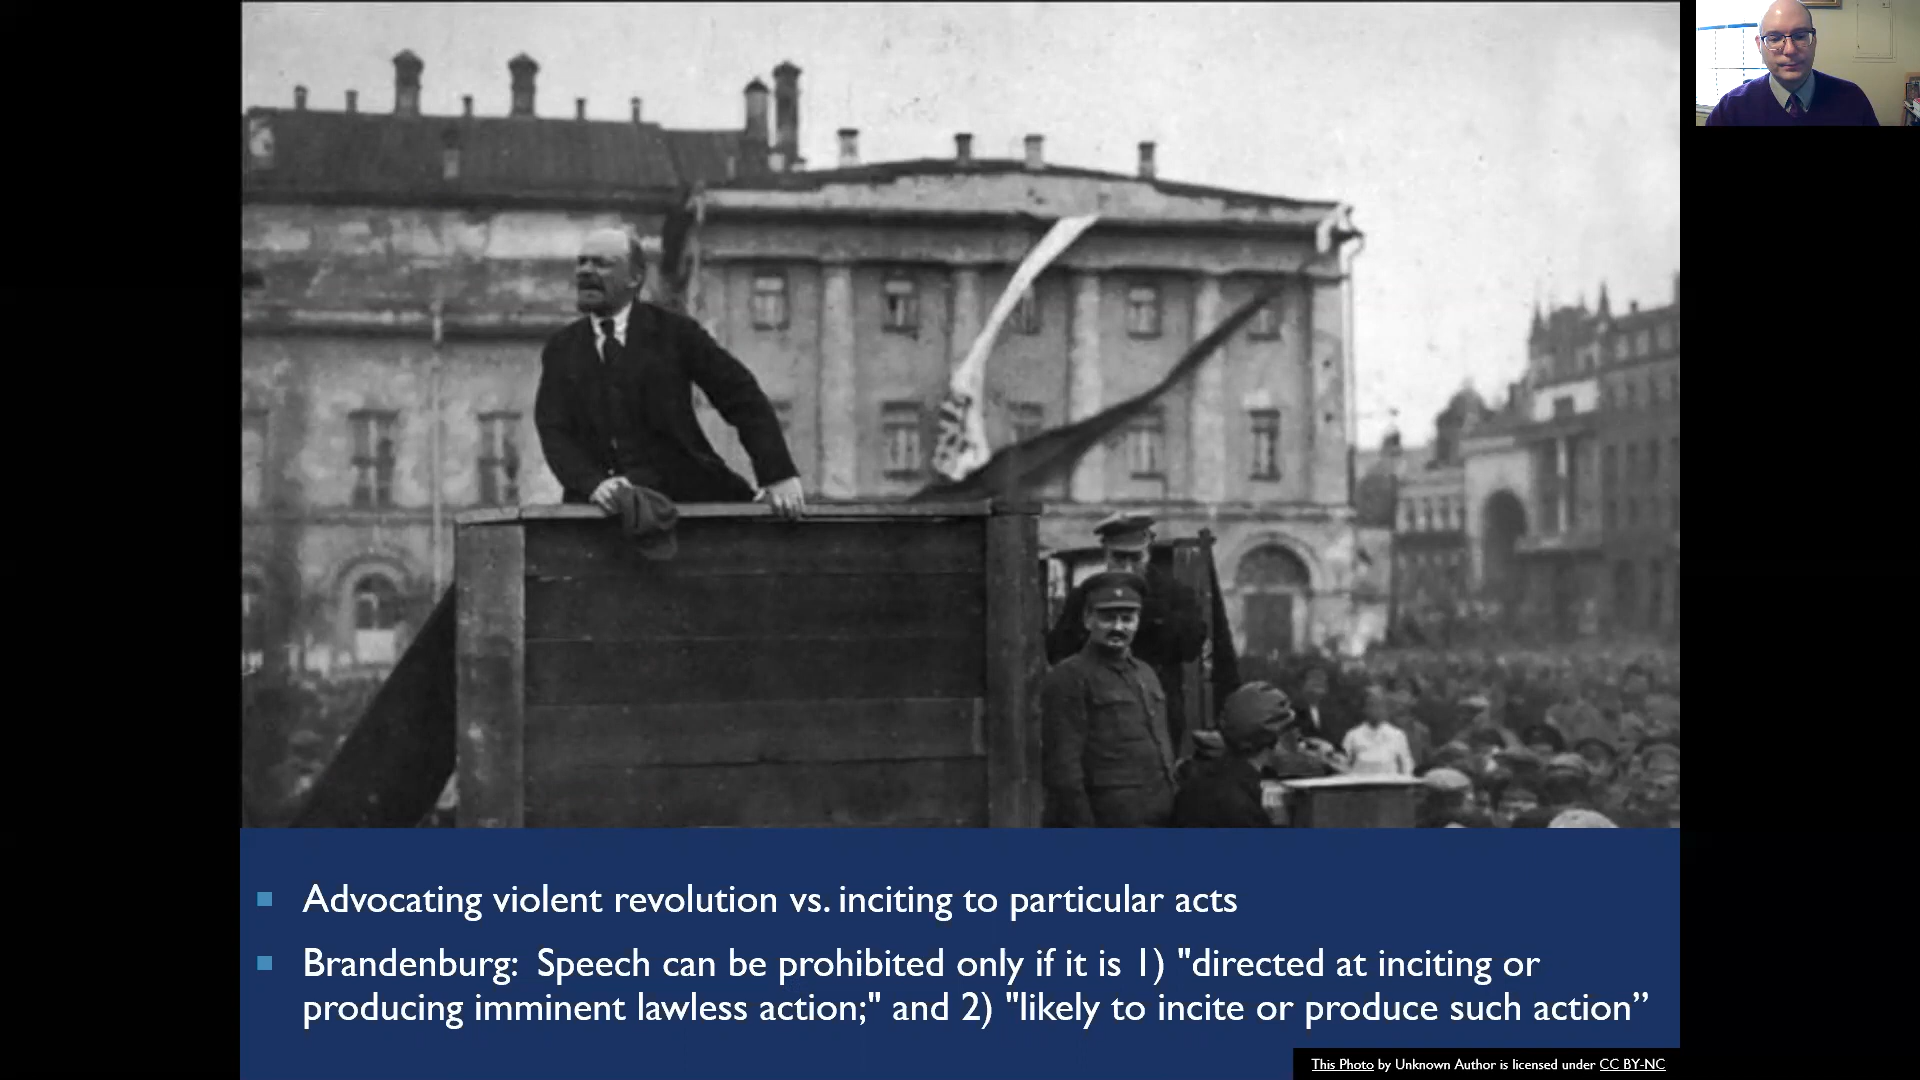 Advocating violent revolution vs. inciting to particular acts
Brandenburg:  Speech can be prohibited only if it is 1) "directed at inciting or
producing imminent lawless action;" and 2) "likely to incite or produce such action”
This Photo by Unknown Author is licensed under CC BY-NC